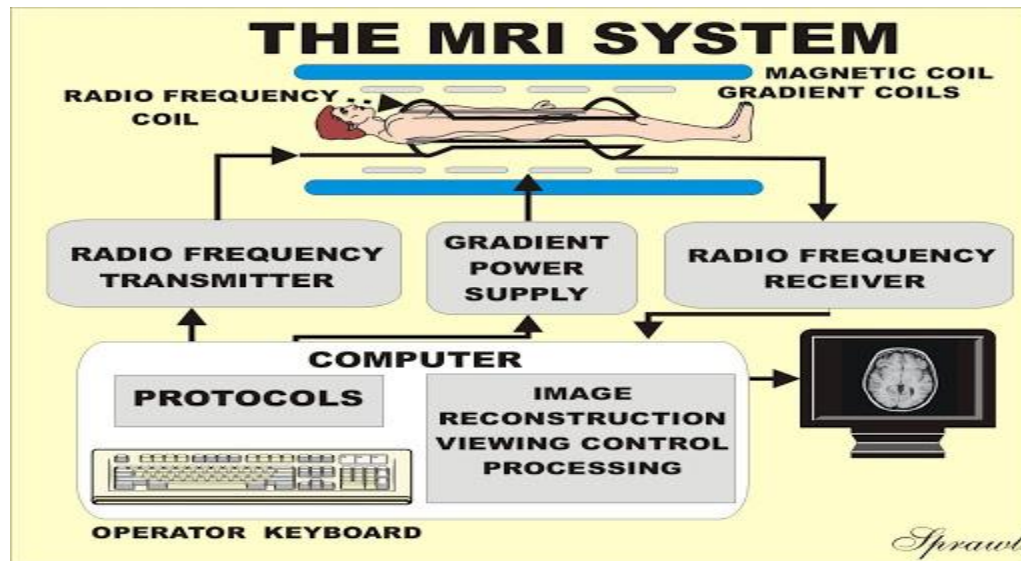 THE MRI SYSTEM
MAGNETIC COIL
RADIO FREQUENCY
COIL
GRADIENT COILS
RADIO FREQUENCY
TRANSMITTER
GRADIENT
POWER
SUPPLY
RADIO FREQUENCY
RECEIVER
COMPUTER
PROTOCOLS
IMAGE
RECONSTRUCTION
VIEWING CONTROL
PROCESSING
OPERATOR KEYBOARD